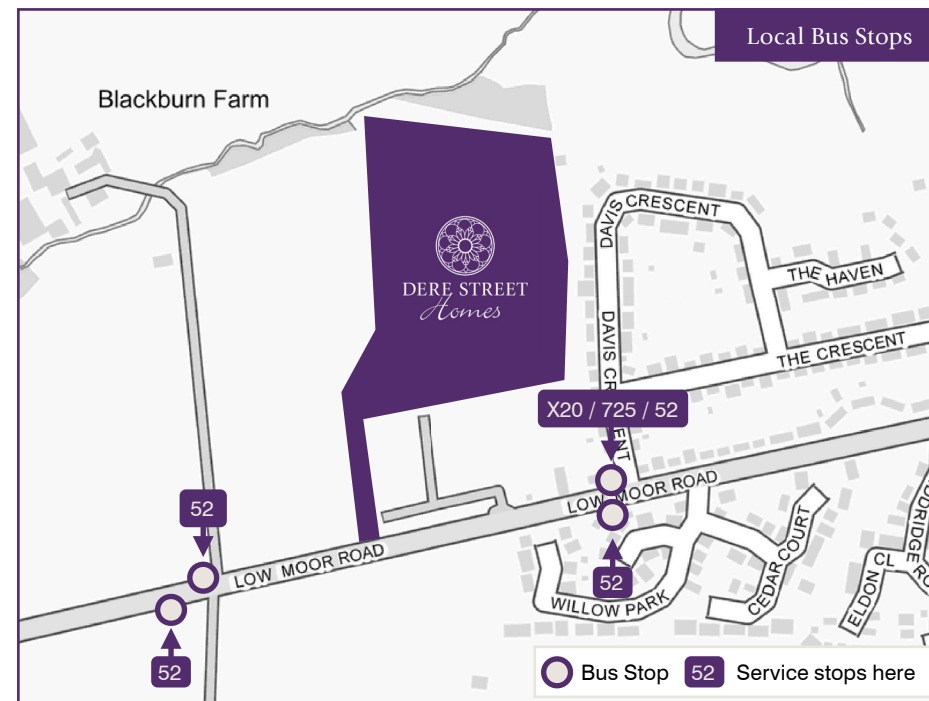 Local Bus Stops
Blackburn Farm
DAVIS CRESCENT
THE HAVEN
DERE STREET
Homes
DAVIS CR
ENT
THE CRESCENT
X20 / 725 / 52
LOW MOOR ROAD
52
LOW MOOR ROAD
52
WILLOW PARK
CEDAR COURT
ELDON CL
52
Bus Stop
52
Service stops here